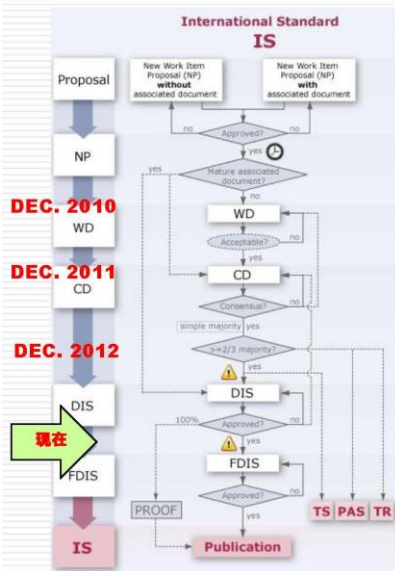 International Standard
IS
Proposal
NP
DEC. 2010
WD
DEC. 2011
CD
DEC. 2012
DIS
现在
FDIS
IS
New Work Item
Proposal (NP)
without
associated document
New Work Item
Proposal (NP)
with
associated document
no
Approved?
no
yes
yes
Mature associated
document?
no
WD
Acceptable?
no
yes
CD
Consensus?
no
simple majority
yes
>=2/3 majority?
yes
DIS
100%
Approved?
no
yes
FDIS
Approved?
no
yes
PROOF
TS
PAS
TR
Publication